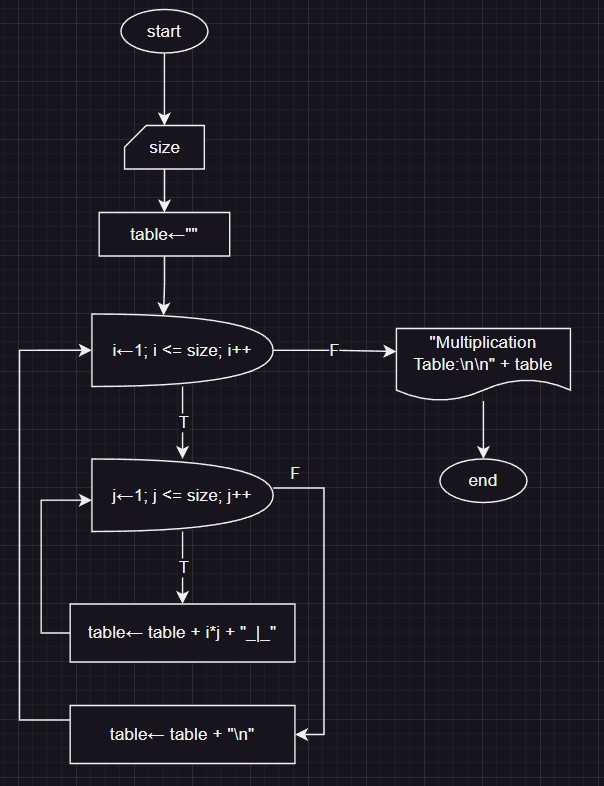 start
size
table←""
i←1; i <= size; i++
F
"Multiplication
Table:\n\n" + table
T
end
j←1; j <= size; j++
F
T
table← table + i*j + "_|_"
table← table + "\n"